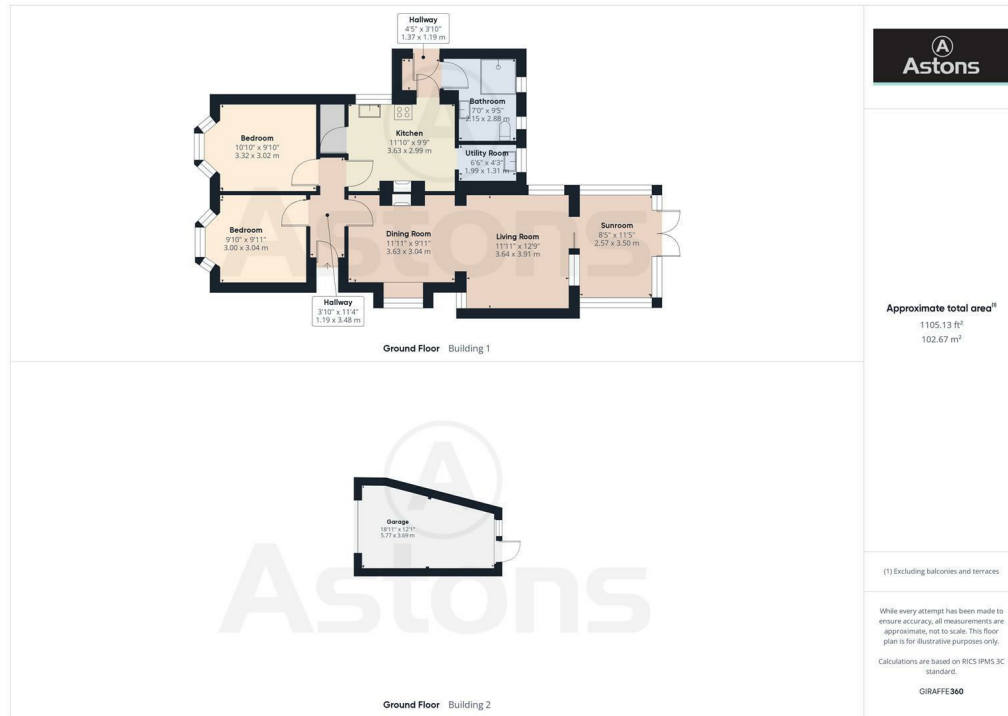 Hallway
4'5" x 3'10"
1.37 x 1.19 m
Bathroom
7'0" x 9'5"
2.15 x 2.88 m
Bedroom
10'10" x 9'10"
3.32 x 3.02 m
Kitchen
11'10" x 9'9"
3.63 x 2.99 m
Utility Room
6'6" x 4'3"
1.99 x 1.31 m
Bedroom
9'10" x 9'11"
3.00 x 3.04 m
Dining Room
11'11" x 9'11"
3.63 x 3.04 m
Living Room
11'11" x 12'9"
3.64 x 3.91 m
Sunroom
8'5" x 11'5"
2.57 x 3.50 m
Hallway
3'10" x 11'4"
1.19 x 3.48 m
Astons
Ground Floor Building 1
Garage
18'11" x 12'1"
5.77 x 3.69 m
A
Astons
Ground Floor Building 2
A
Astons
Approximate total area(1)
1105.13 ft²
102.67 m²
(1) Excluding balconies and terraces
While every attempt has been made to
ensure accuracy, all measurements are
approximate, not to scale. This floor
plan is for illustrative purposes only.
Calculations are based on RICS IPMS 3C
standard.
GIRAFFE360